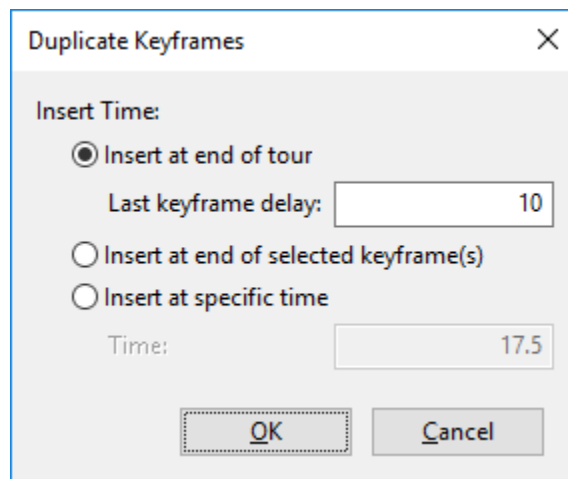 Duplicate Keyframes
Insert Time:
Insert at end of tour
Last keyframe delay: 10
Insert at end of selected keyframe(s)
Insert at specific time
Time: 17.5
OK Cancel